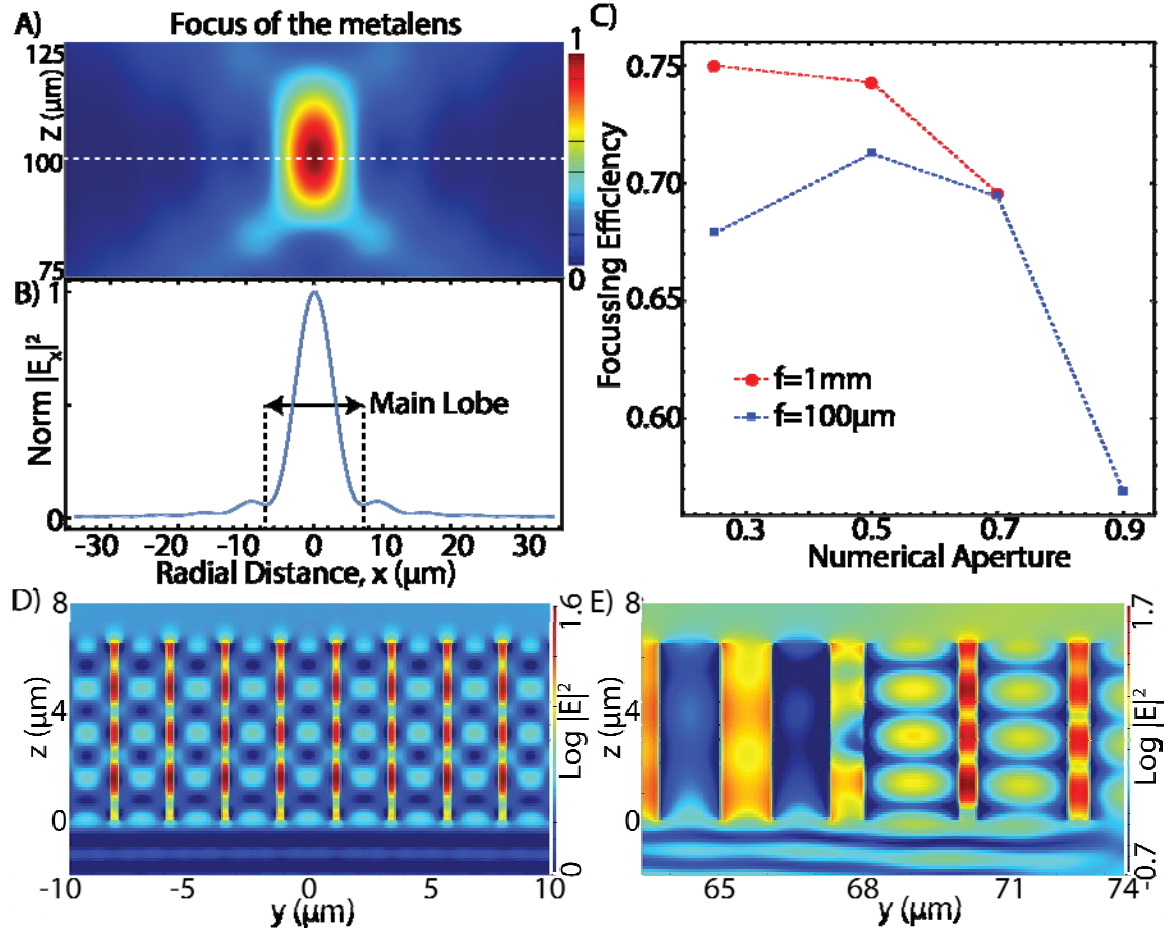 A) Focus of the metalens
125
100
75
z (μm)
1
0
B)
1
0
Norm |Eₓ|²
Main Lobe
-30 -20 -10 0 10 20 30
Radial Distance, x (μm)
C)
0.75
0.70
0.65
0.60
Focussing Efficiency
f=1mm
f=100μm
0.3 0.5 0.7 0.9
Numerical Aperture
D) 8
4
0
z (μm)
-10 -5 0 5 10
y (μm)
1.6
0
Log |E|²
E) 8
4
0
z (μm)
65 68 71 74
y (μm)
1.7
-0.7
Log |E|²